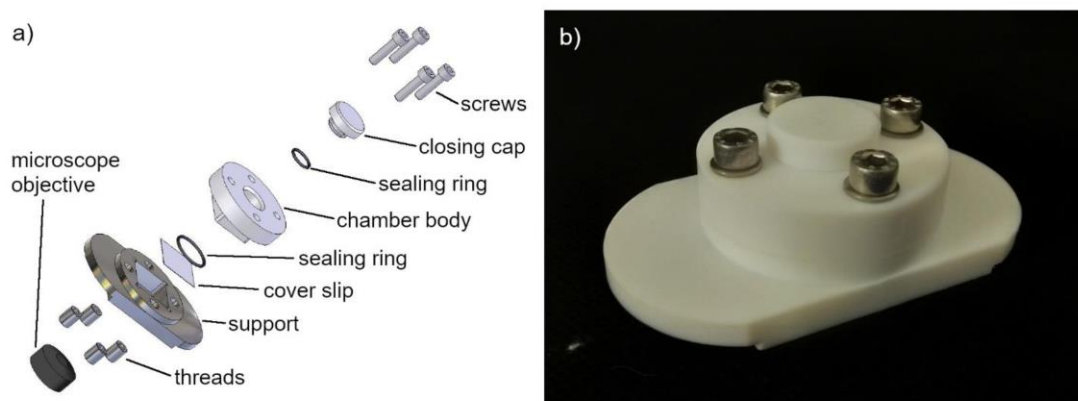 a)
screws
closing cap
sealing ring
chamber body
microscope
objective
sealing ring
cover slip
support
threads
b)